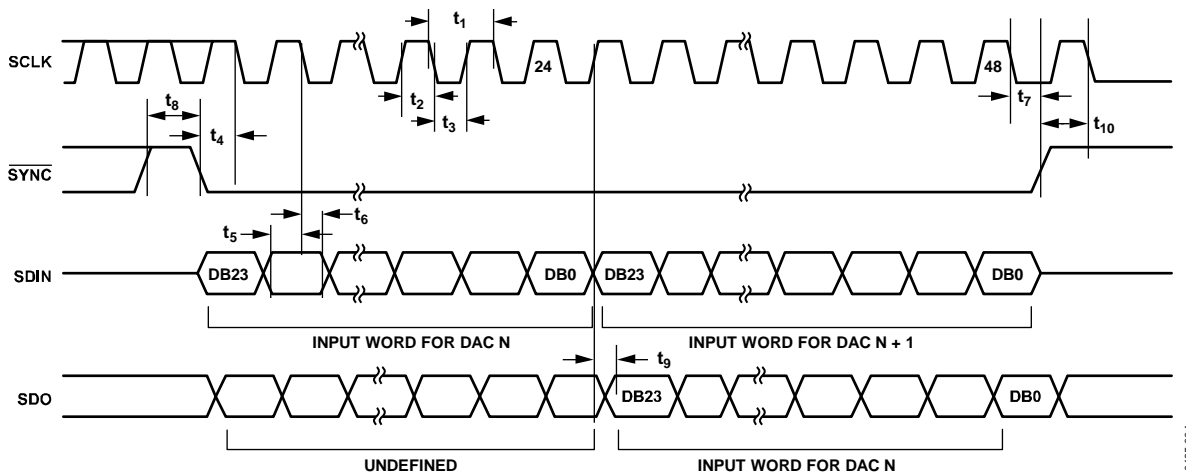 t1
SCLK
24
48
t2
t3
t7
t8
t4
t10
SYNC
t5
t6
SDIN
DB23
DB0
DB23
DB0
INPUT WORD FOR DAC N
INPUT WORD FOR DAC N + 1
t9
SDO
DB23
DB0
UNDEFINED
INPUT WORD FOR DAC N